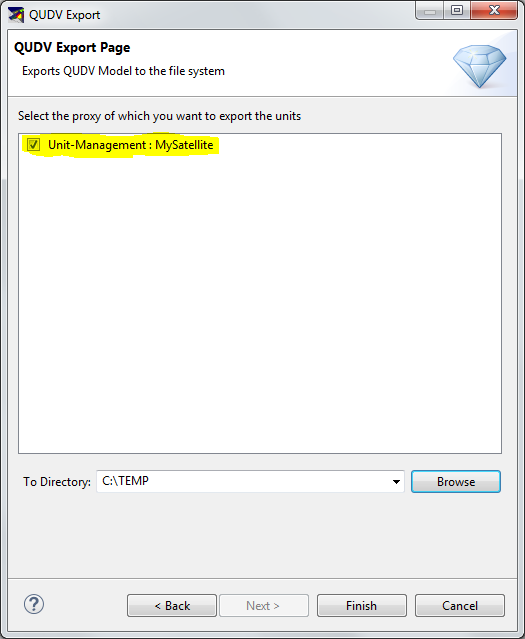 QUDV Export
QUDV Export Page
Exports QUDV Model to the file system
Select the proxy of which you want to export the units
Unit-Management : MySatellite
To Directory: C:\TEMP Browse
? < Back Next > Finish Cancel